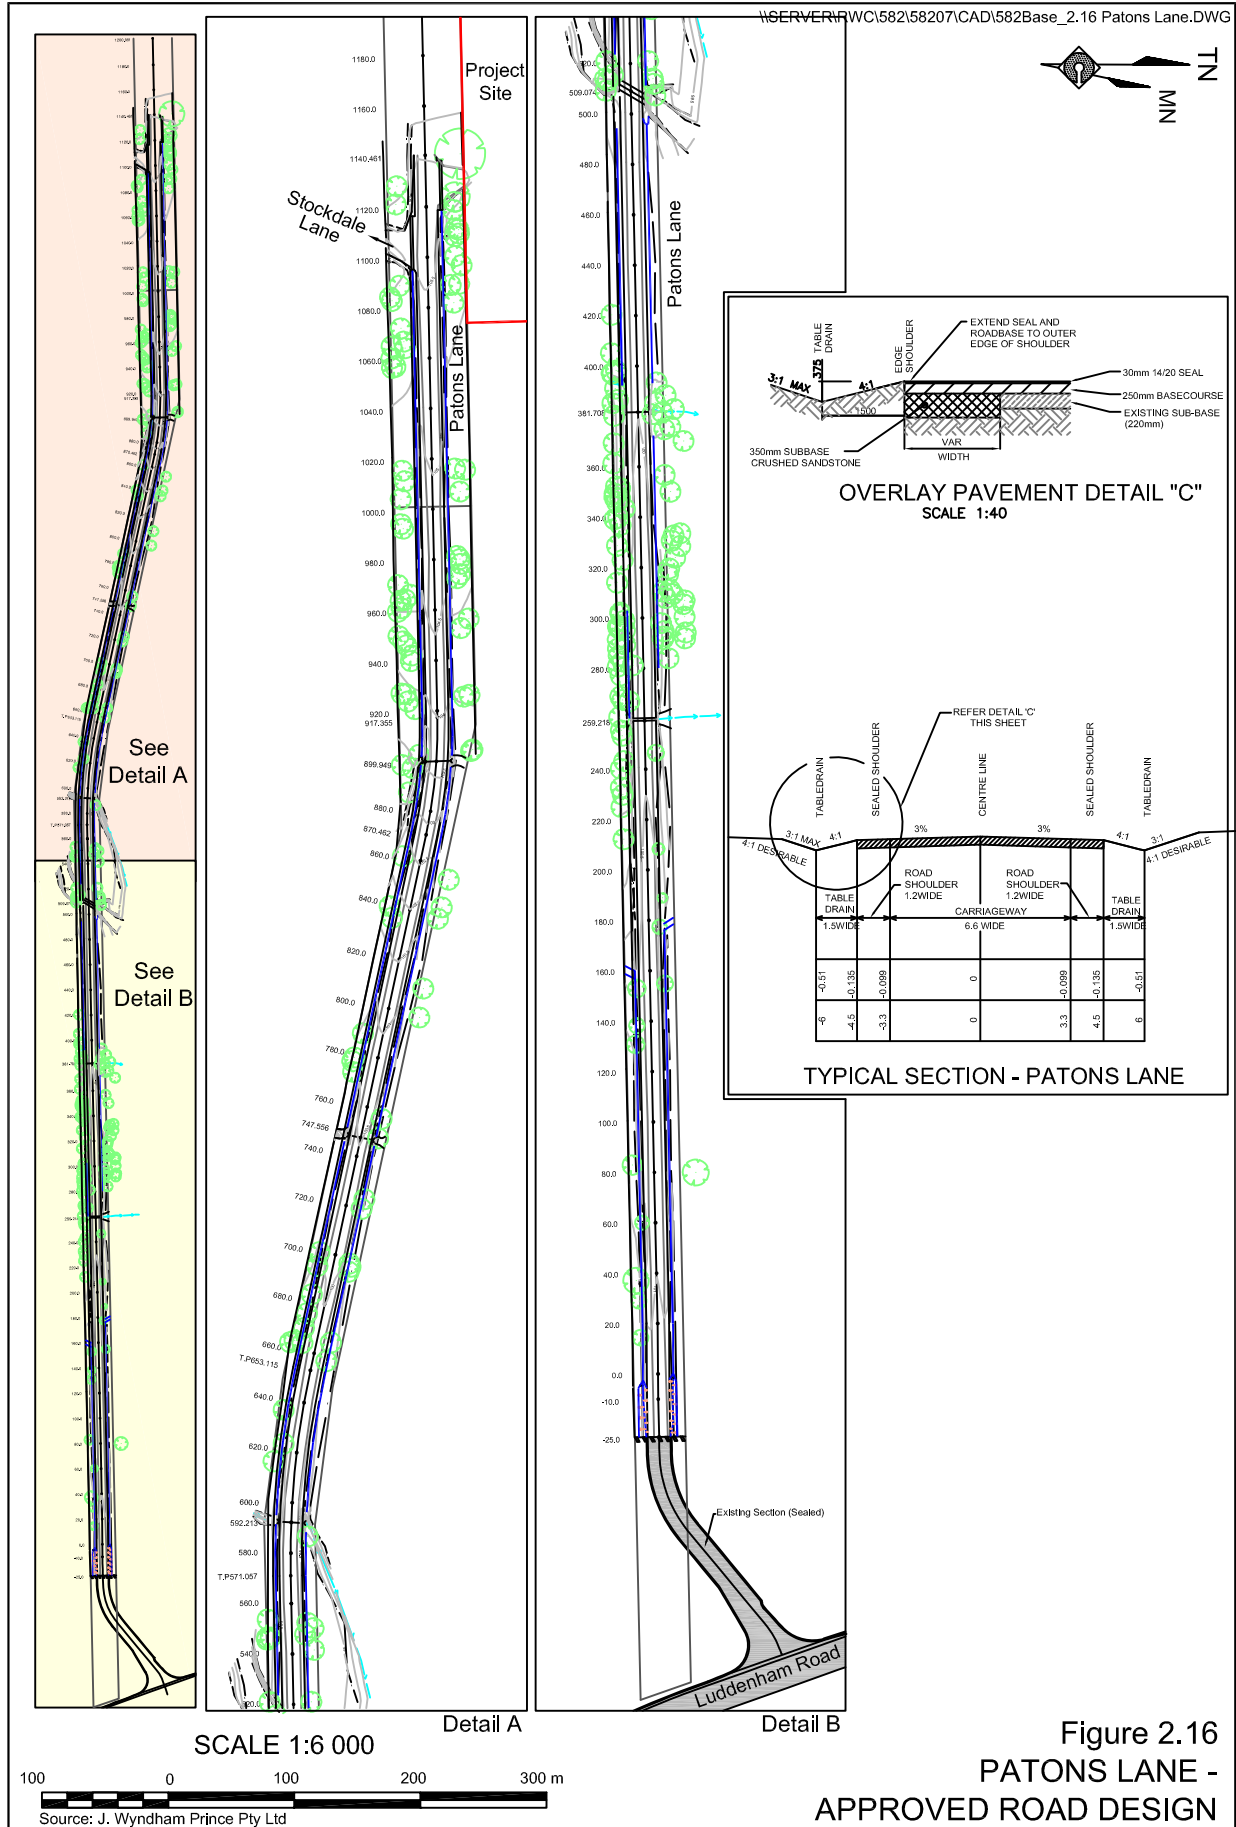 \\SERVER\RWC\582\58207\CAD\582Base_2.16 Patons Lane.DWG
TN
MN
See
Detail A
See
Detail B
1180.0
1160.0
1140.461
1120.0
1100.0
1080.0
1060.0
1040.0
1020.0
1000.0
980.0
960.0
940.0
920.0
917.355
899.949
880.0
870.462
860.0
840.0
820.0
800.0
780.0
760.0
747.556
740.0
720.0
700.0
680.0
660.0
T.P653.115
640.0
620.0
600.0
592.213
580.0
T.P571.057
560.0
540.0
520.0
Project
Site
Stockdale
Lane
Patons Lane
Detail A
520.0
509.074
500.0
480.0
460.0
440.0
420.0
400.0
381.708
360.0
340.0
320.0
300.0
280.0
259.218
240.0
220.0
200.0
180.0
160.0
140.0
120.0
100.0
80.0
60.0
40.0
20.0
0.0
-10.0
-25.0
Patons Lane
Existing Section (Sealed)
Luddenham Road
Detail B
TABLE
DRAIN
EDGE
SHOULDER
EXTEND SEAL AND
ROADBASE TO OUTER
EDGE OF SHOULDER
375
3:1 MAX
4:1
1500
30mm 14/20 SEAL
250mm BASECOURSE
EXISTING SUB-BASE
(220mm)
350mm SUBBASE
CRUSHED SANDSTONE
VAR
WIDTH
OVERLAY PAVEMENT DETAIL "C"
SCALE 1:40
REFER DETAIL 'C'
THIS SHEET
TABLEDRAIN
SEALED SHOULDER
CENTRE LINE
SEALED SHOULDER
TABLEDRAIN
3:1 MAX
4:1 DESIRABLE
4:1
3%
3%
4:1
3:1
4:1 DESIRABLE
ROAD
SHOULDER
1.2WIDE
ROAD
SHOULDER
1.2WIDE
TABLE
DRAIN
1.5WIDE
CARRIAGEWAY
6.6 WIDE
TABLE
DRAIN
1.5WIDE
-0.51
-0.135
-0.099
0
-0.099
-0.135
-0.51
-6
-4.5
-3.3
0
3.3
4.5
6
TYPICAL SECTION - PATONS LANE
SCALE 1:6 000
100
0
100
200
300 m
Source: J. Wyndham Prince Pty Ltd
Figure 2.16
PATONS LANE -
APPROVED ROAD DESIGN